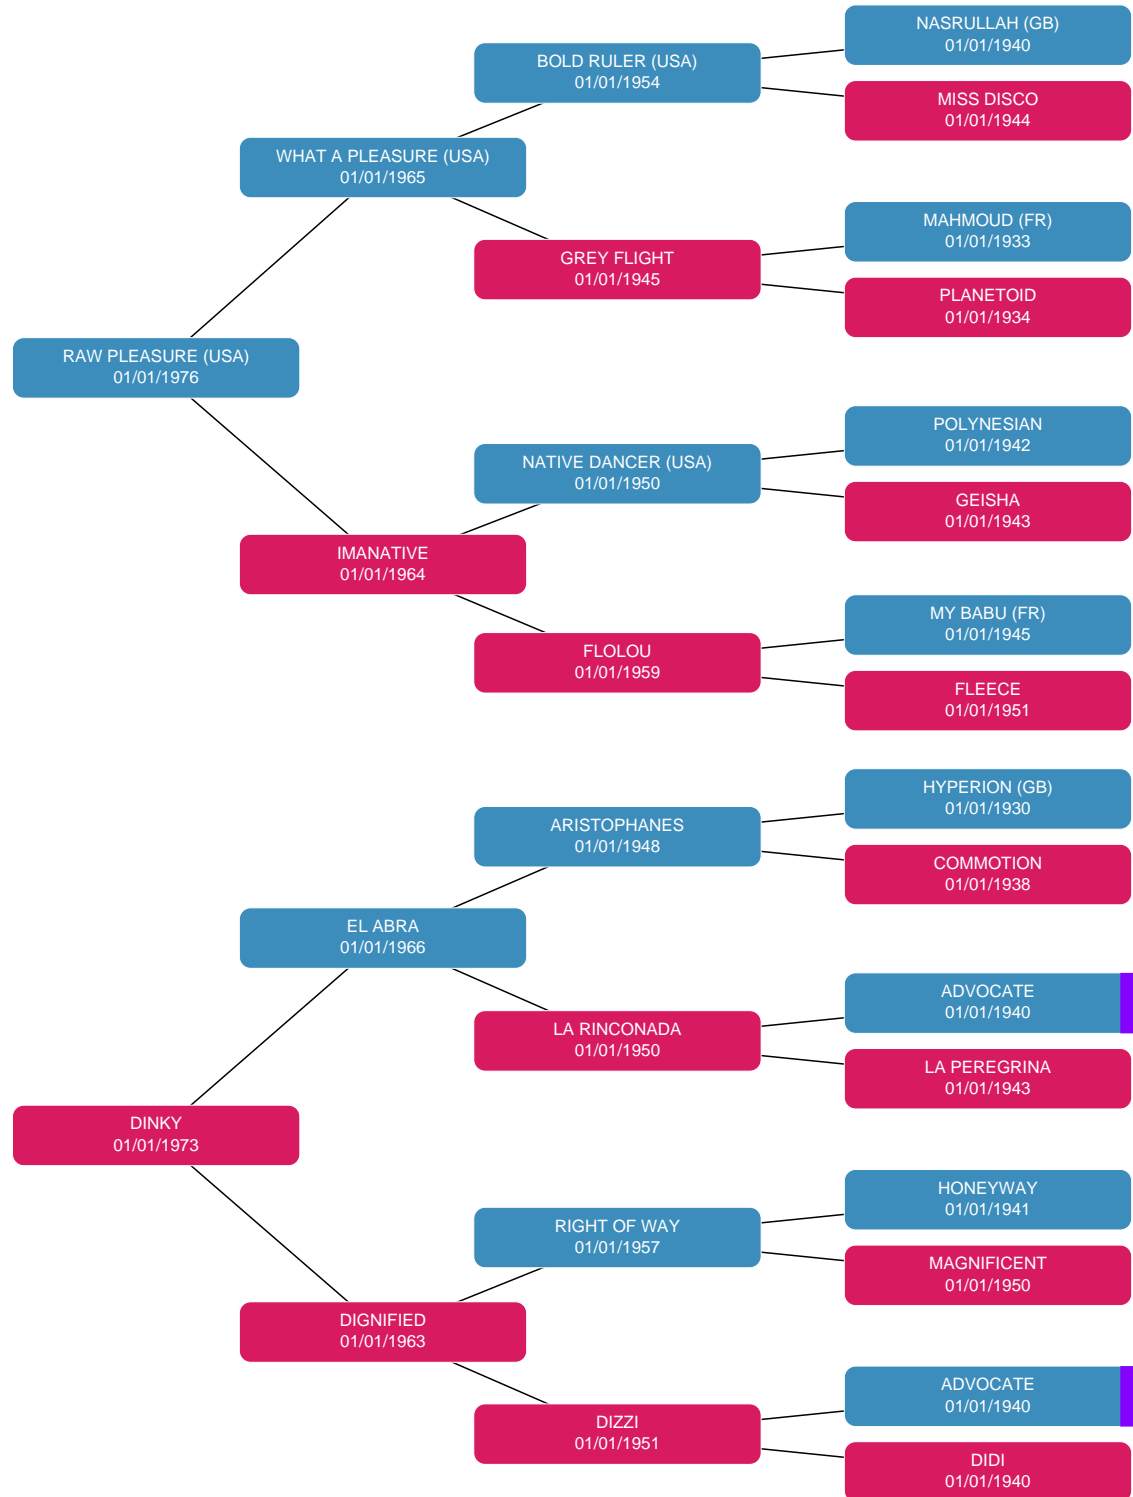 NASRULLAH (GB)
01/01/1940
BOLD RULER (USA)
01/01/1954
MISS DISCO
01/01/1944
WHAT A PLEASURE (USA)
01/01/1965
MAHMOUD (FR)
01/01/1933
GREY FLIGHT
01/01/1945
PLANETOID
01/01/1934
RAW PLEASURE (USA)
01/01/1976
POLYNESIAN
01/01/1942
NATIVE DANCER (USA)
01/01/1950
GEISHA
01/01/1943
IMANATIVE
01/01/1964
MY BABU (FR)
01/01/1945
FLOLOU
01/01/1959
FLEECE
01/01/1951
HYPERION (GB)
01/01/1930
ARISTOPHANES
01/01/1948
COMMOTION
01/01/1938
EL ABRA
01/01/1966
ADVOCATE
01/01/1940
LA RINCONADA
01/01/1950
LA PEREGRINA
01/01/1943
DINKY
01/01/1973
HONEYWAY
01/01/1941
RIGHT OF WAY
01/01/1957
MAGNIFICENT
01/01/1950
DIGNIFIED
01/01/1963
ADVOCATE
01/01/1940
DIZZI
01/01/1951
DIDI
01/01/1940